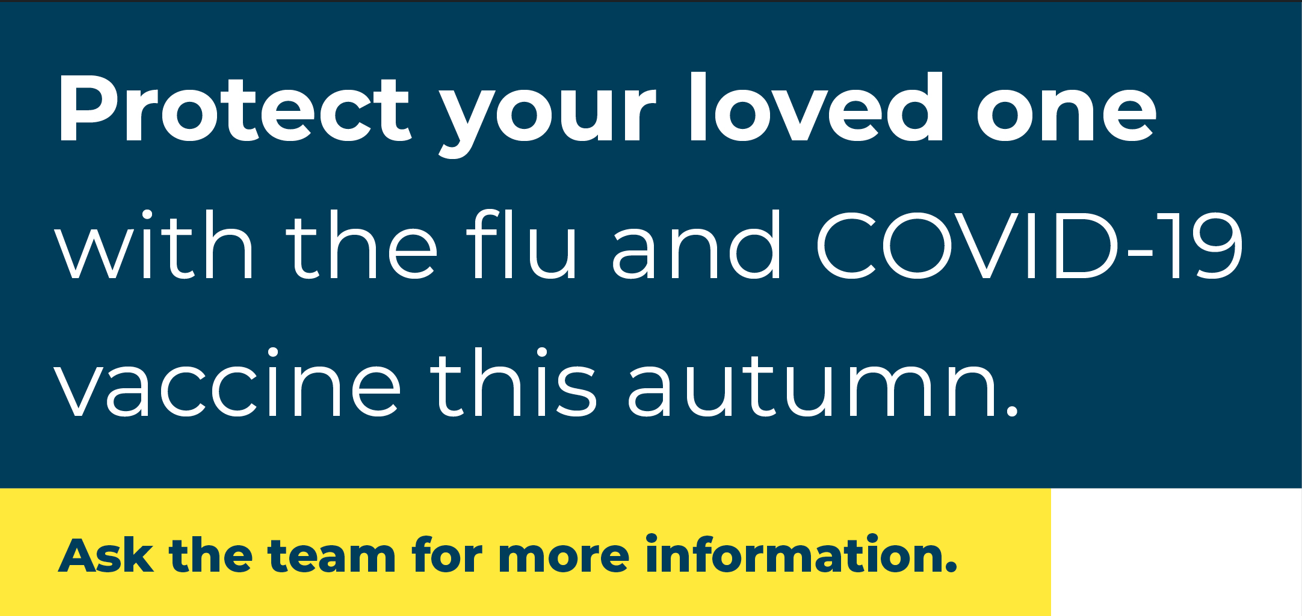 Protect your loved one
with the flu and COVID-19
vaccine this autumn.
Ask the team for more information.